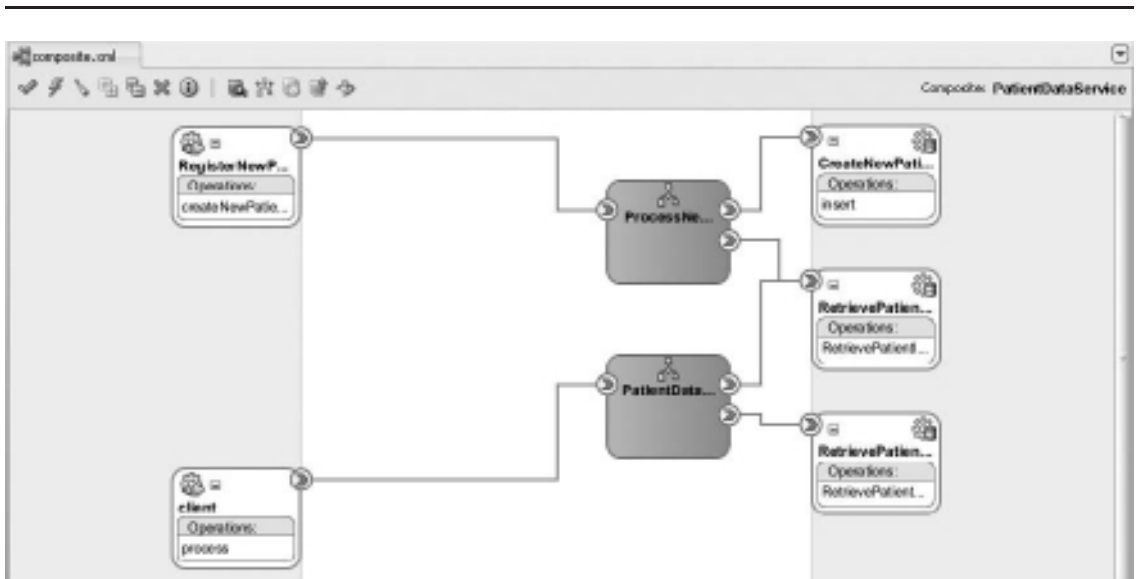 composite.xml
Composite: PatientDataService
RegisterNewP...
Operations:
createNewPatie...
ProcessNe...
CreateNewPati...
Operations:
insert
RetrievePatien...
Operations:
RetrievePatientI...
PatientData...
RetrievePatien...
Operations:
RetrievePatient...
client
Operations:
process